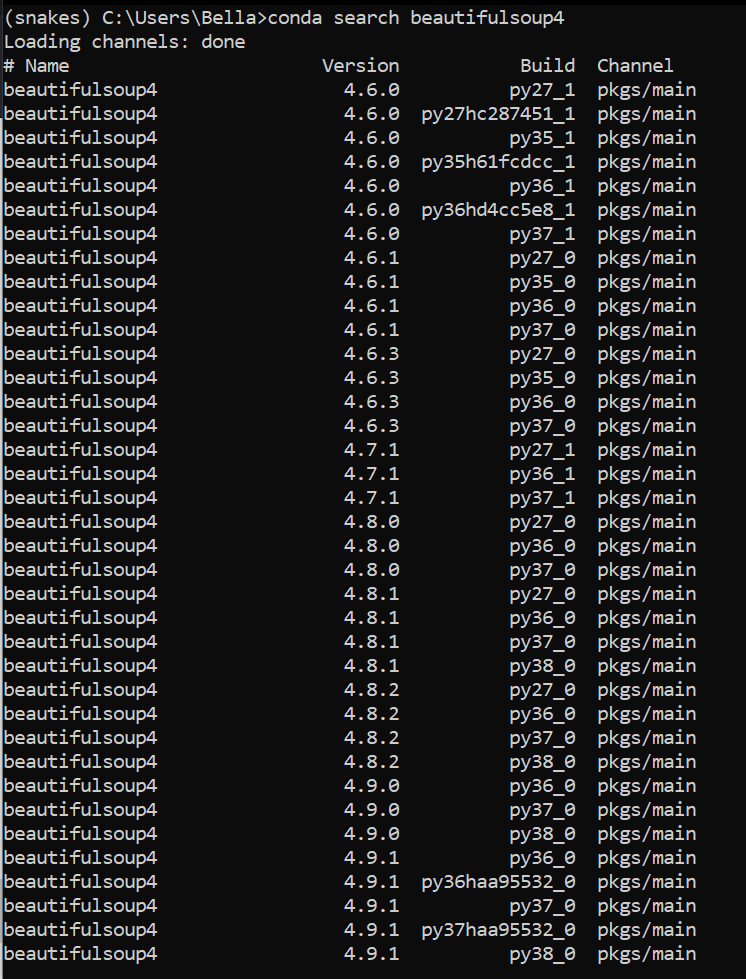 (snakes) C:\Users\Bella>conda search beautifulsoup4
Loading channels: done
# Name                       Version           Build  Channel
beautifulsoup4                 4.6.0          py27_1  pkgs/main
beautifulsoup4                 4.6.0  py27hc287451_1  pkgs/main
beautifulsoup4                 4.6.0          py35_1  pkgs/main
beautifulsoup4                 4.6.0  py35h61fcdcc_1  pkgs/main
beautifulsoup4                 4.6.0          py36_1  pkgs/main
beautifulsoup4                 4.6.0  py36hd4cc5e8_1  pkgs/main
beautifulsoup4                 4.6.0          py37_1  pkgs/main
beautifulsoup4                 4.6.1          py27_0  pkgs/main
beautifulsoup4                 4.6.1          py35_0  pkgs/main
beautifulsoup4                 4.6.1          py36_0  pkgs/main
beautifulsoup4                 4.6.1          py37_0  pkgs/main
beautifulsoup4                 4.6.3          py27_0  pkgs/main
beautifulsoup4                 4.6.3          py35_0  pkgs/main
beautifulsoup4                 4.6.3          py36_0  pkgs/main
beautifulsoup4                 4.6.3          py37_0  pkgs/main
beautifulsoup4                 4.7.1          py27_1  pkgs/main
beautifulsoup4                 4.7.1          py36_1  pkgs/main
beautifulsoup4                 4.7.1          py37_1  pkgs/main
beautifulsoup4                 4.8.0          py27_0  pkgs/main
beautifulsoup4                 4.8.0          py36_0  pkgs/main
beautifulsoup4                 4.8.0          py37_0  pkgs/main
beautifulsoup4                 4.8.1          py27_0  pkgs/main
beautifulsoup4                 4.8.1          py36_0  pkgs/main
beautifulsoup4                 4.8.1          py37_0  pkgs/main
beautifulsoup4                 4.8.1          py38_0  pkgs/main
beautifulsoup4                 4.8.2          py27_0  pkgs/main
beautifulsoup4                 4.8.2          py36_0  pkgs/main
beautifulsoup4                 4.8.2          py37_0  pkgs/main
beautifulsoup4                 4.8.2          py38_0  pkgs/main
beautifulsoup4                 4.9.0          py36_0  pkgs/main
beautifulsoup4                 4.9.0          py37_0  pkgs/main
beautifulsoup4                 4.9.0          py38_0  pkgs/main
beautifulsoup4                 4.9.1          py36_0  pkgs/main
beautifulsoup4                 4.9.1  py36haa95532_0  pkgs/main
beautifulsoup4                 4.9.1          py37_0  pkgs/main
beautifulsoup4                 4.9.1  py37haa95532_0  pkgs/main
beautifulsoup4                 4.9.1          py38_0  pkgs/main